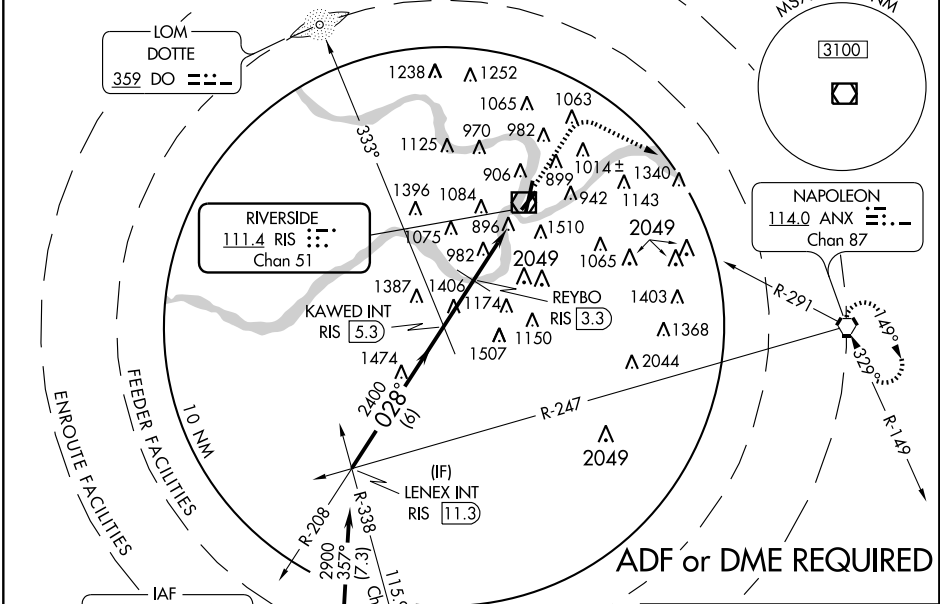 LOM
DOTTE
359 DO
MSA
NM
3100
1238
1252
1065
1063
333°
1125
970
982
906
899
1014±
1340
1396
1084
942
1143
NAPOLEON
114.0 ANX
Chan 87
RIVERSIDE
111.4 RIS
Chan 51
1075
896
1510
2049
982
2049
1065
R-291
1387
1406
1174
REYBO
RIS 3.3
1403
KAWED INT
RIS 5.3
1150
1368
149°
1507
329°
1474
2044
2400
028°
(6)
R-247
R-149
ENROUTE FACILITIES
FEEDER FACILITIES
10 NM
2049
(IF)
LENEX INT
RIS 11.3
R-208
R-338
2900
357°
(7.3)
115.
Ch
ADF or DME REQUIRED
IAF